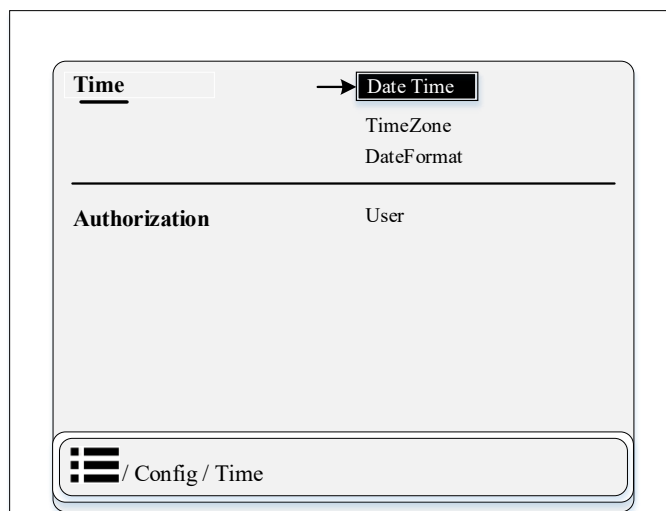 Time
Date Time
TimeZone
DateFormat
Authorization
User
/ Config / Time